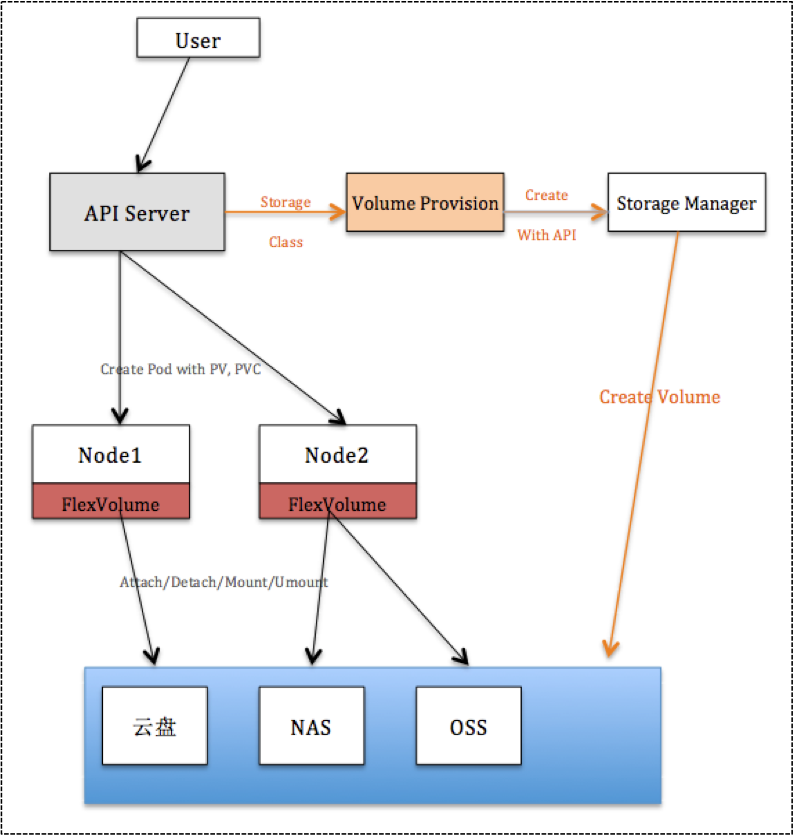 User
API Server
Storage
Class
Volume Provision
Create
With API
Storage Manager
Create Pod with PV, PVC
Create Volume
Node1
FlexVolume
Node2
FlexVolume
Attach/Detach/Mount/Umount
云盘
NAS
OSS